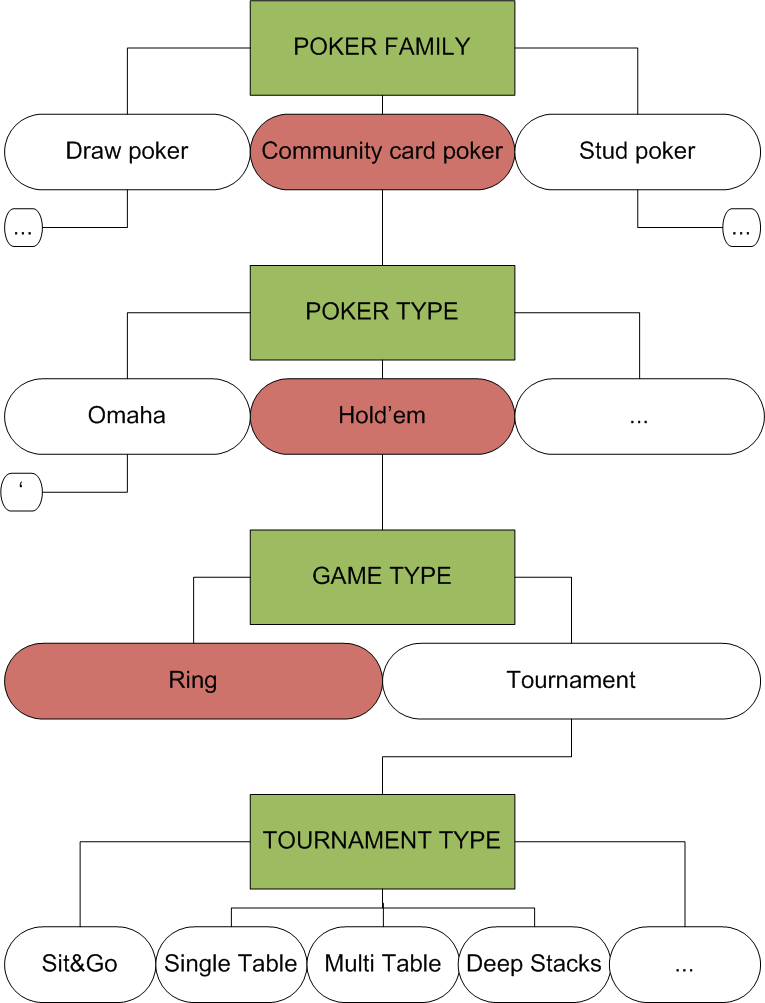 POKER FAMILY
Draw poker
Community card poker
Stud poker
...
...
POKER TYPE
Omaha
Hold’em
...
‘
GAME TYPE
Ring
Tournament
TOURNAMENT TYPE
Sit&Go
Single Table
Multi Table
Deep Stacks
...